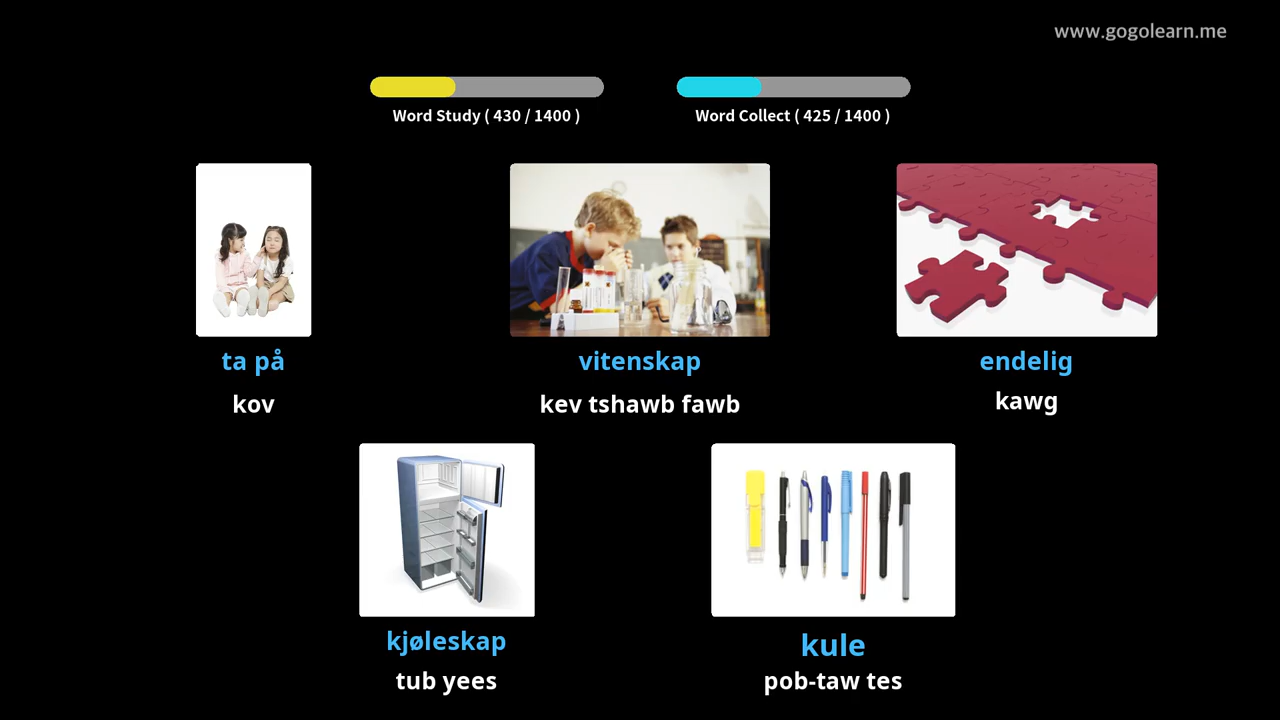 www.gogolearn.me
Word Study ( 430 / 1400 )
Word Collect ( 425 / 1400 )
ta på
vitenskap
endelig
kov
kev tshawb fawb
kawg
kjøleskap
kule
tub yees
pob-taw tes